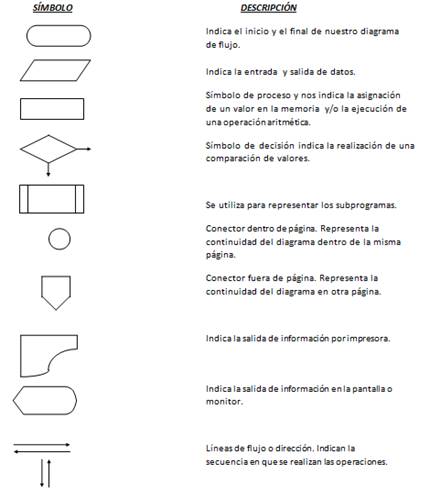 SÍMBOLO DESCRIPCIÓN
Indica el inicio y el final de nuestro diagrama
de flujo.
Indica la entrada y salida de datos.
Símbolo de proceso y nos indica la asignación
de un valor en la memoria y/o la ejecución de
una operación aritmética.
Símbolo de decisión indica la realización de una
comparación de valores.
Se utiliza para representar los subprogramas.
Conector dentro de página. Representa la
continuidad del diagrama dentro de la misma
página.
Conector fuera de página. Representa la
continuidad del diagrama en otra página.
Indica la salida de información por impresora.
Indica la salida de información en la pantalla o
monitor.
Líneas de flujo o dirección. Indican la
secuencia en que se realizan las operaciones.